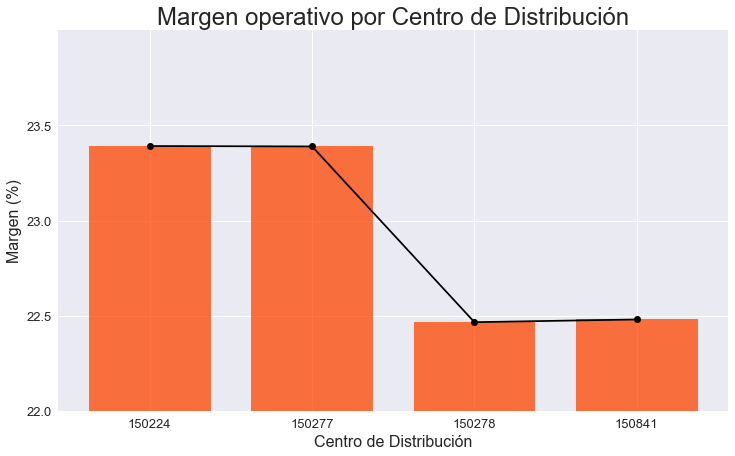 Margen operativo por Centro de Distribución
Margen (%)
23.5
23.0
22.5
22.0
150224
150277
150278
150841
Centro de Distribución